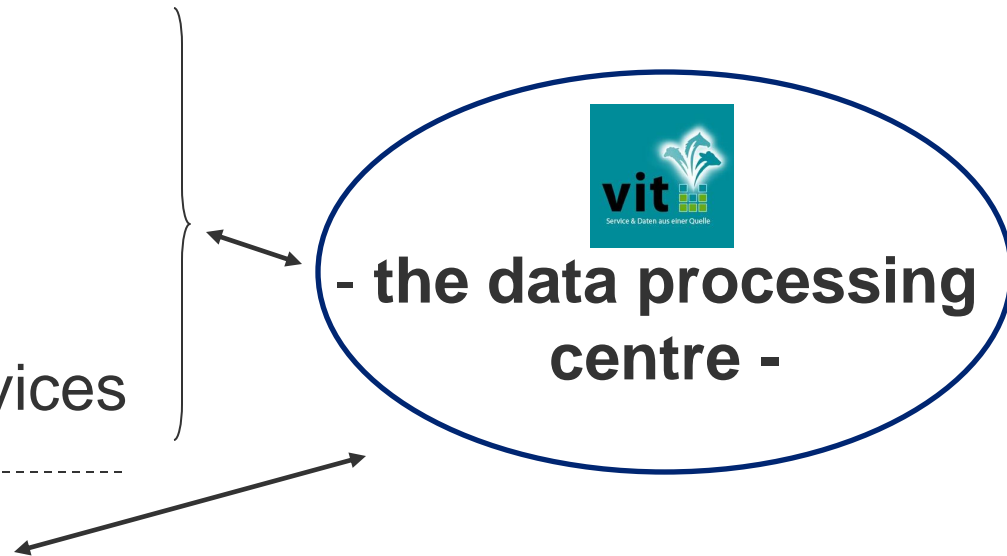 vit
Service & Daten aus einer Quelle
- the data processing
centre -
vices